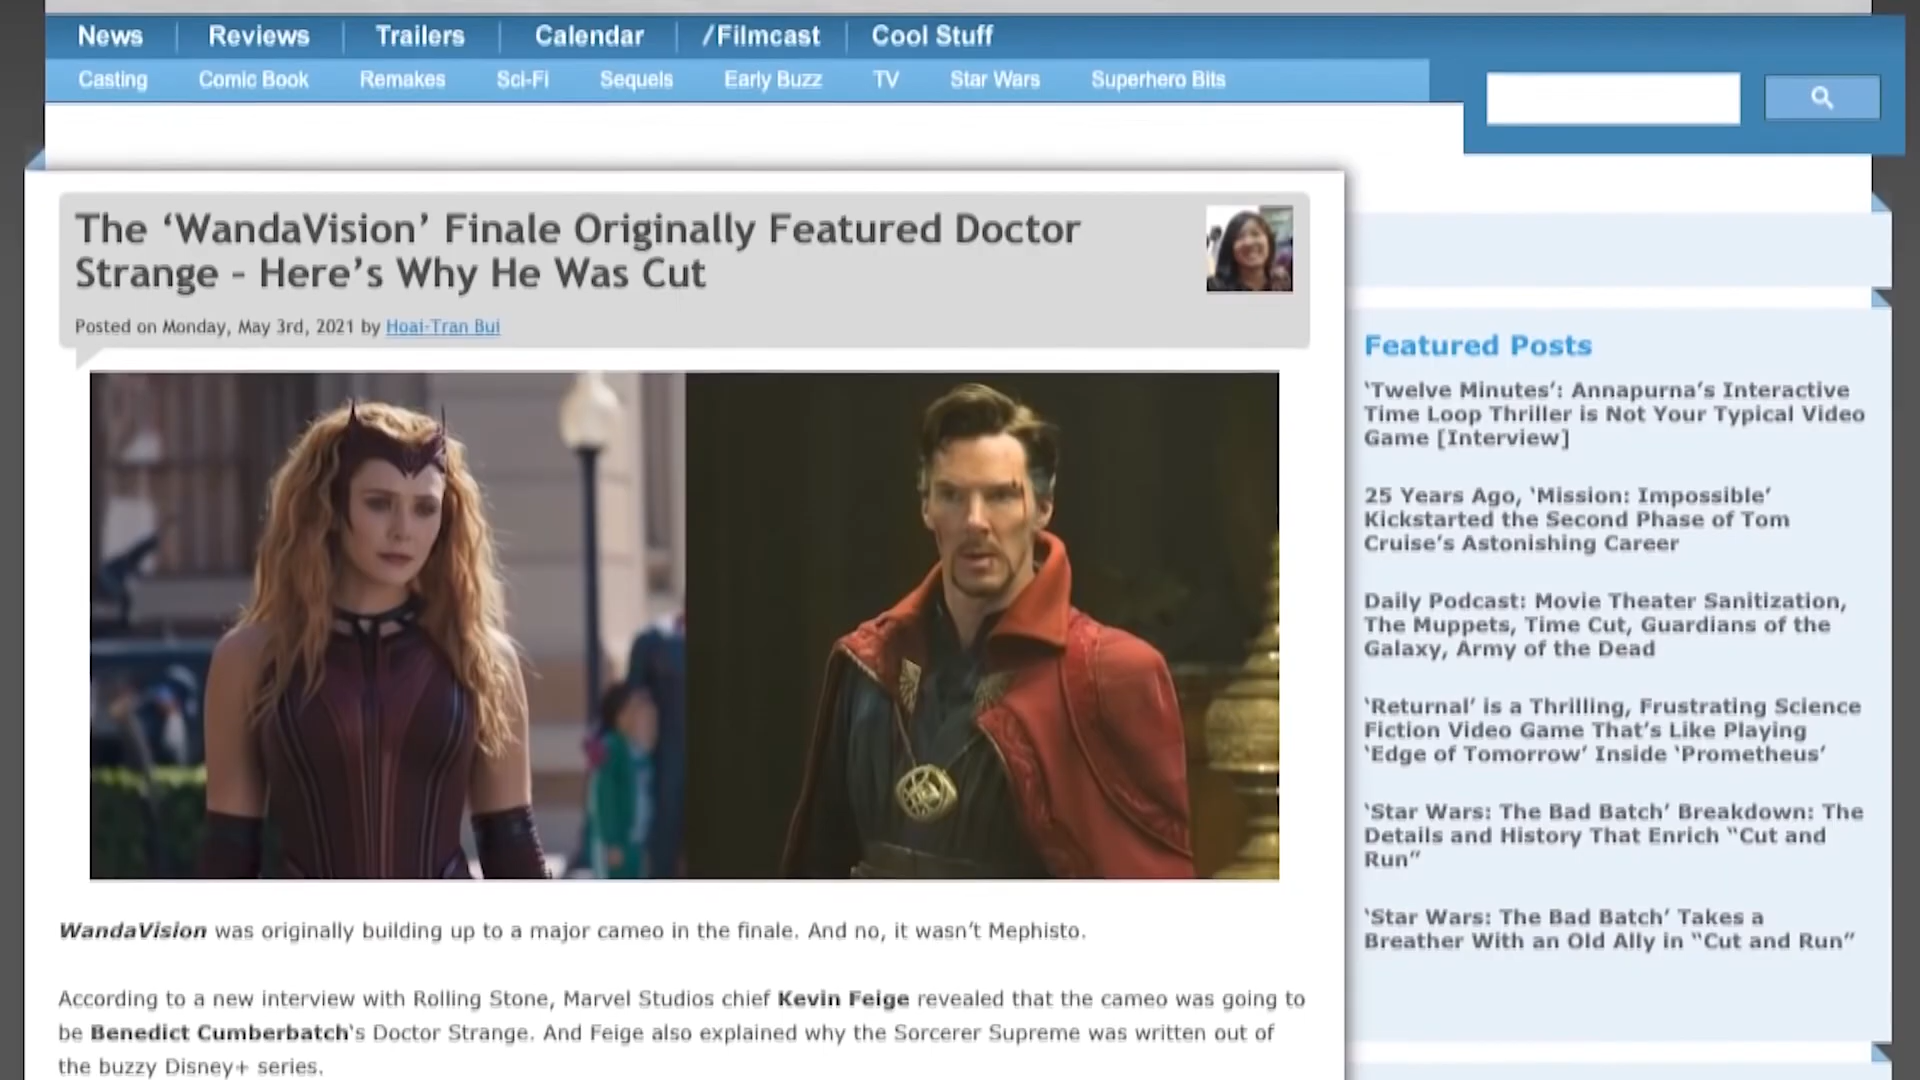 News Reviews Trailers Calendar /Filmcast Cool Stuff
Casting Comic Book Remakes Sci-Fi Sequels Early Buzz TV Star Wars Superhero Bits
The ‘WandaVision’ Finale Originally Featured Doctor
Strange – Here’s Why He Was Cut
Posted on Monday, May 3rd, 2021 by Hoai-Tran Bui
WandaVision was originally building up to a major cameo in the finale. And no, it wasn’t Mephisto.
According to a new interview with Rolling Stone, Marvel Studios chief Kevin Feige revealed that the cameo was going to
be Benedict Cumberbatch‘s Doctor Strange. And Feige also explained why the Sorcerer Supreme was written out of
the buzzy Disney+ series.
Featured Posts
‘Twelve Minutes’: Annapurna’s Interactive
Time Loop Thriller is Not Your Typical Video
Game [Interview]
25 Years Ago, ‘Mission: Impossible’
Kickstarted the Second Phase of Tom
Cruise’s Astonishing Career
Daily Podcast: Movie Theater Sanitization,
The Muppets, Time Cut, Guardians of the
Galaxy, Army of the Dead
‘Returnal’ is a Thrilling, Frustrating Science
Fiction Video Game That’s Like Playing
‘Edge of Tomorrow’ Inside ‘Prometheus’
‘Star Wars: The Bad Batch’ Breakdown: The
Details and History That Enrich “Cut and
Run”
‘Star Wars: The Bad Batch’ Takes a
Breather With an Old Ally in “Cut and Run”